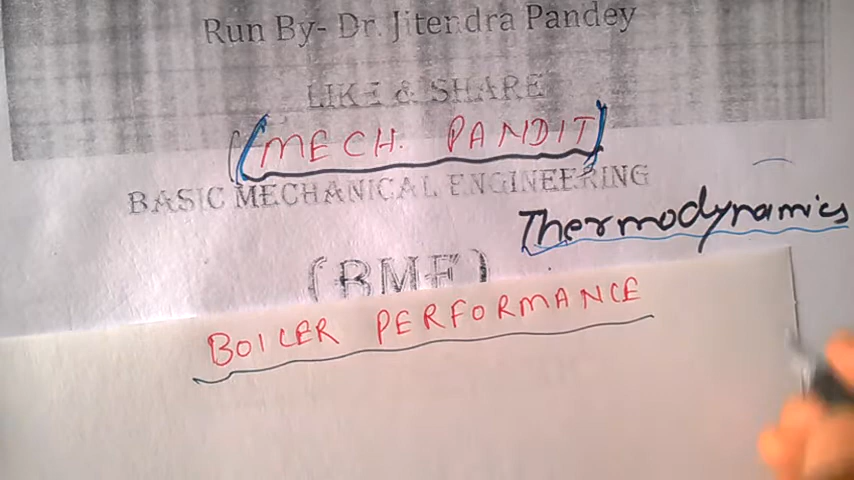 Run By- Dr. Jitendra Pandey
LIKE & SHARE
(MECH. PANDIT)
BASIC MECHANICAL ENGINEERING
Thermodynamics
(BME)
BOILER PERFORMANCE